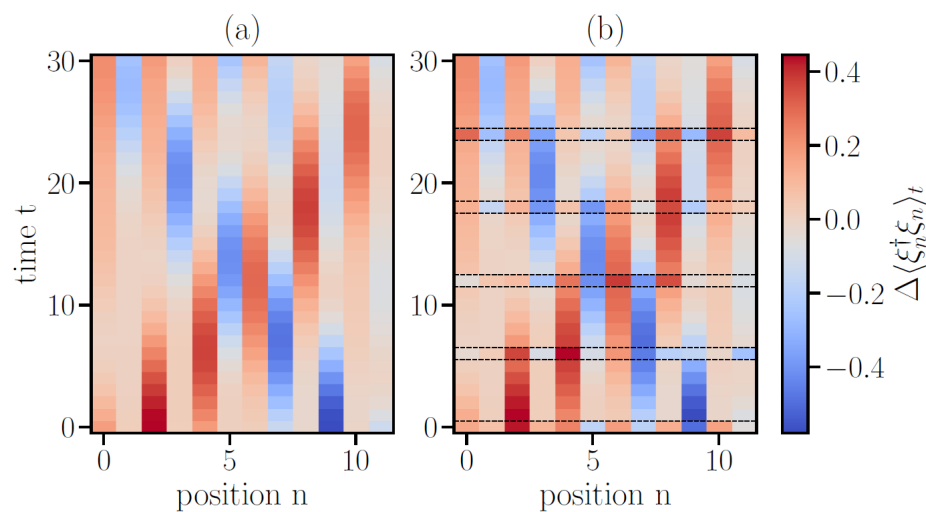 (a) (b)
30 30 0.4
20 20 0.2
time t 0.0 Δ⟨ξ†ₙξₙ⟩ₜ
10 10 −0.2
−0.4
0 0
0 5 10 0 5 10
position n position n